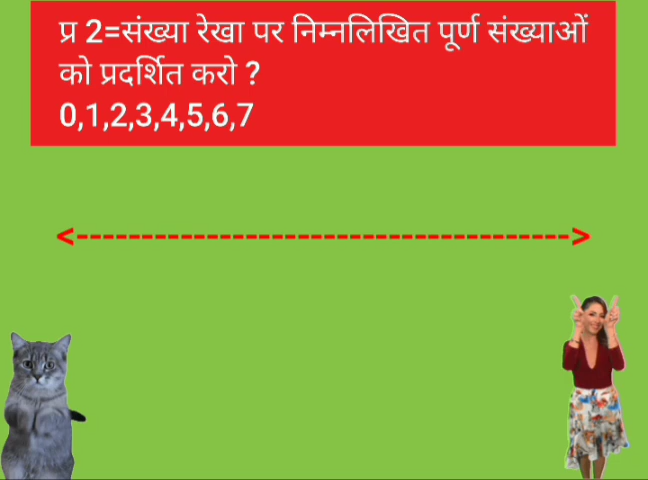 प्र 2=संख्या रेखा पर निम्नलिखित पूर्ण संख्याओं
को प्रदर्शित करो ?
0,1,2,3,4,5,6,7
<--------------------------------------->